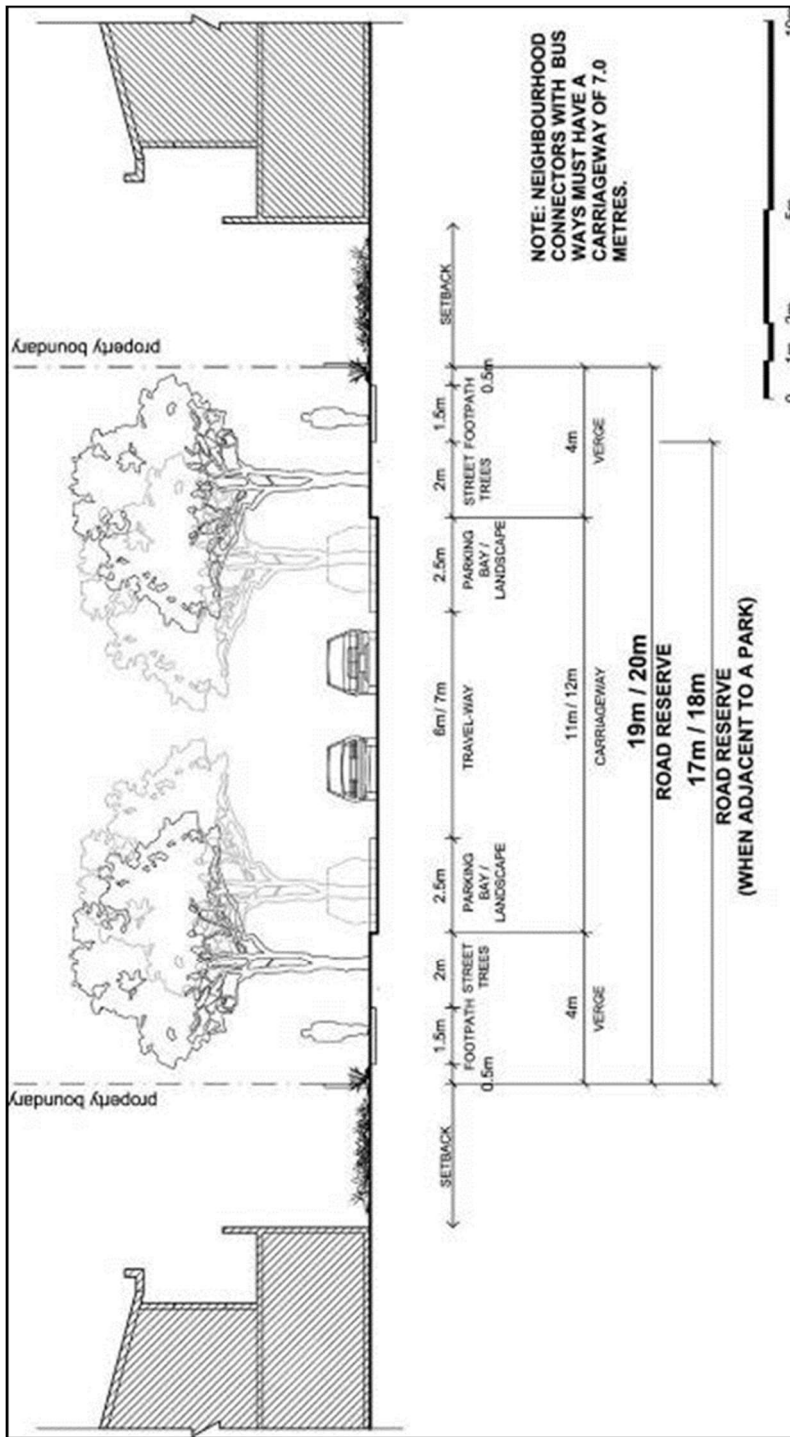 property boundary
property boundary
SETBACK
0.5m
1.5m
FOOTPATH
2m
STREET
TREES
2.5m
PARKING
BAY /
LANDSCAPE
6m/ 7m
TRAVEL-WAY
2.5m
PARKING
BAY /
LANDSCAPE
2m
STREET
TREES
1.5m
FOOTPATH
0.5m
SETBACK
4m
VERGE
11m / 12m
CARRIAGEWAY
4m
VERGE
19m / 20m
ROAD RESERVE
17m / 18m
ROAD RESERVE
(WHEN ADJACENT TO A PARK)
NOTE: NEIGHBOURHOOD
CONNECTORS WITH BUS
WAYS MUST HAVE A
CARRIAGEWAY OF 7.0
METRES.
0
1m
5m